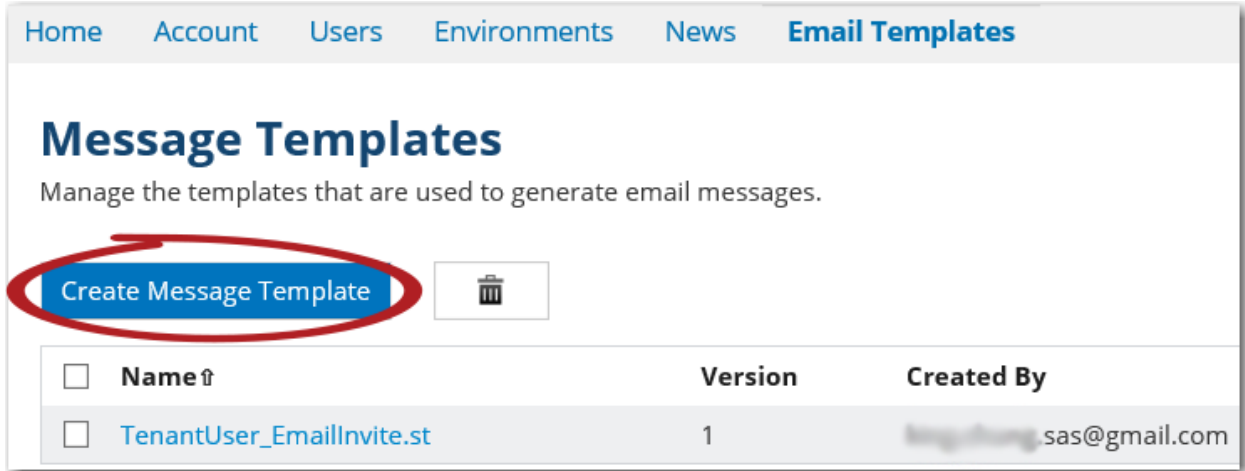 Home Account Users Environments News Email Templates
Message Templates
Manage the templates that are used to generate email messages.
Create Message Template
Name⇧ Version Created By
TenantUser_EmailInvite.st 1 .sas@gmail.com